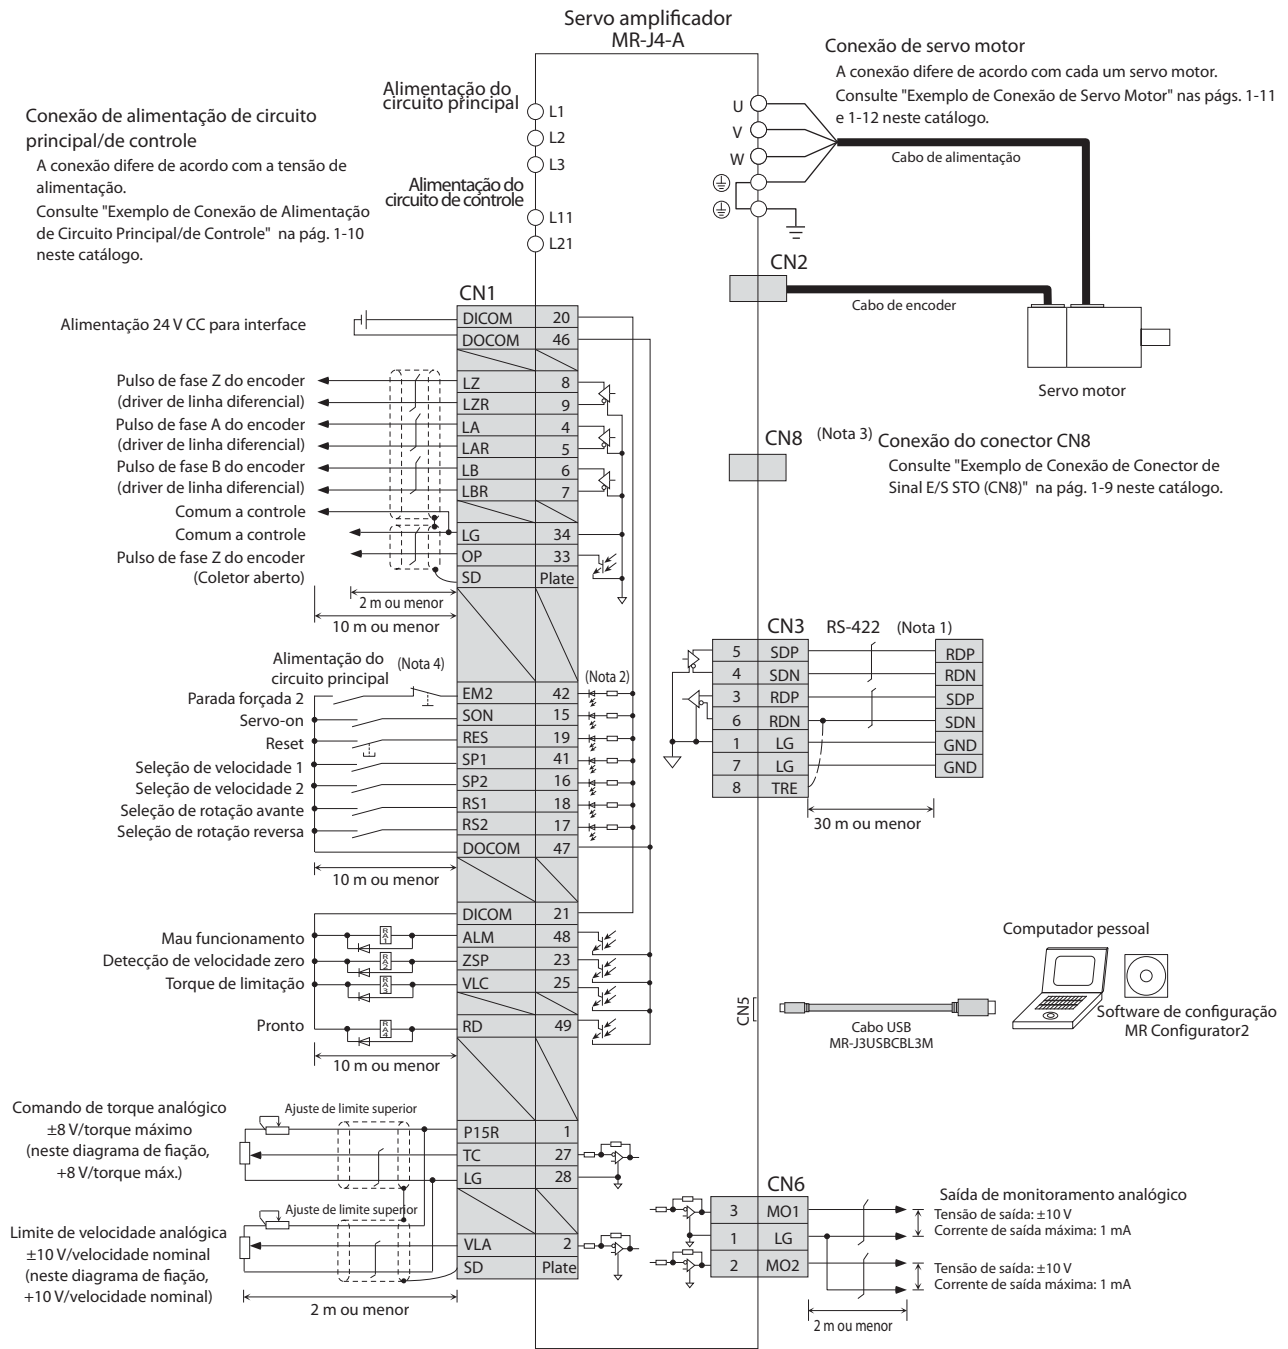 Servo amplificador
MR-J4-A
Conexão de servo motor
A conexão difere de acordo com cada um servo motor.
Consulte "Exemplo de Conexão de Servo Motor" nas págs. 1-11
e 1-12 neste catálogo.
Conexão de alimentação de circuito
principal/de controle
A conexão difere de acordo com a tensão de
alimentação.
Consulte "Exemplo de Conexão de Alimentação
de Circuito Principal/de Controle" na pág. 1-10
neste catálogo.
Alimentação do
circuito principal
L1
L2
L3
Alimentação do
circuito de controle
L11
L21
U
V
W
Cabo de alimentação
CN2
Cabo de encoder
Servo motor
CN8
(Nota 3)
Conexão do conector CN8
Consulte "Exemplo de Conexão de Conector de
Sinal E/S STO (CN8)" na pág. 1-9 neste catálogo.
CN1
Alimentação 24 V CC para interface
DICOM 20
DOCOM 46
Pulso de fase Z do encoder
(driver de linha diferencial)
LZ 8
LZR 9
Pulso de fase A do encoder
(driver de linha diferencial)
LA 4
LAR 5
Pulso de fase B do encoder
(driver de linha diferencial)
LB 6
LBR 7
Comum a controle
Comum a controle
LG 34
Pulso de fase Z do encoder
(Coletor aberto)
OP 33
SD Plate
2 m ou menor
10 m ou menor
Alimentação do
circuito principal
(Nota 4)
(Nota 2)
Parada forçada 2
EM2 42
Servo-on
SON 15
Reset
RES 19
Seleção de velocidade 1
SP1 41
Seleção de velocidade 2
SP2 16
Seleção de rotação avante
RS1 18
Seleção de rotação reversa
RS2 17
DOCOM 47
10 m ou menor
DICOM 21
Mau funcionamento
RA1
ALM 48
Detecção de velocidade zero
RA2
ZSP 23
Torque de limitação
RA3
VLC 25
Pronto
RA4
RD 49
10 m ou menor
Comando de torque analógico
±8 V/torque máximo
(neste diagrama de fiação,
+8 V/torque máx.)
Ajuste de limite superior
P15R 1
TC 27
LG 28
Limite de velocidade analógica
±10 V/velocidade nominal
(neste diagrama de fiação,
+10 V/velocidade nominal)
Ajuste de limite superior
VLA 2
SD Plate
2 m ou menor
CN3
RS-422
(Nota 1)
5 SDP RDP
4 SDN RDN
3 RDP SDP
6 RDN SDN
1 LG GND
7 LG GND
8 TRE
30 m ou menor
CN5
Cabo USB
MR-J3USBCBL3M
Computador pessoal
Software de configuração
MR Configurator2
CN6
3 MO1
1 LG
2 MO2
Saída de monitoramento analógico
Tensão de saída: ±10 V
Corrente de saída máxima: 1 mA
Tensão de saída: ±10 V
Corrente de saída máxima: 1 mA
2 m ou menor